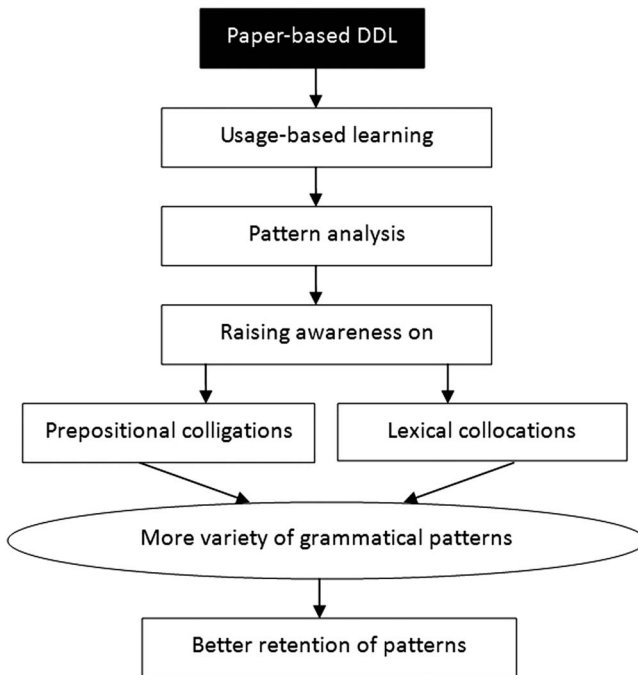 Paper-based DDL
Usage-based learning
Pattern analysis
Raising awareness on
Prepositional colligations
Lexical collocations
More variety of grammatical patterns
Better retention of patterns